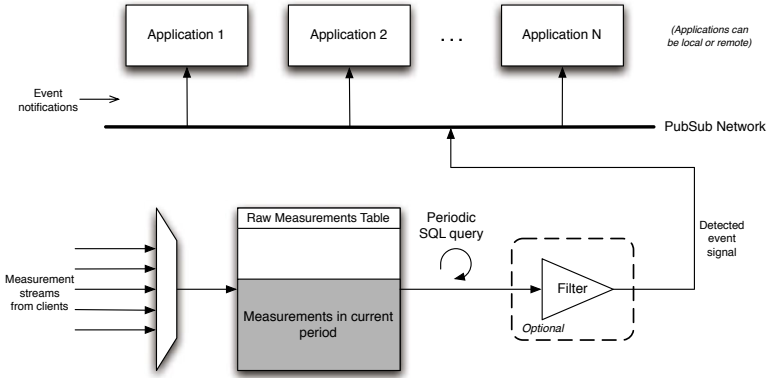 Application 1
Application 2
. . .
Application N
(Applications can
be local or remote)
Event
notifications
PubSub Network
Raw Measurements Table
Periodic
SQL query
Detected
event
signal
Measurement
streams
from clients
Measurements in current
period
Filter
Optional